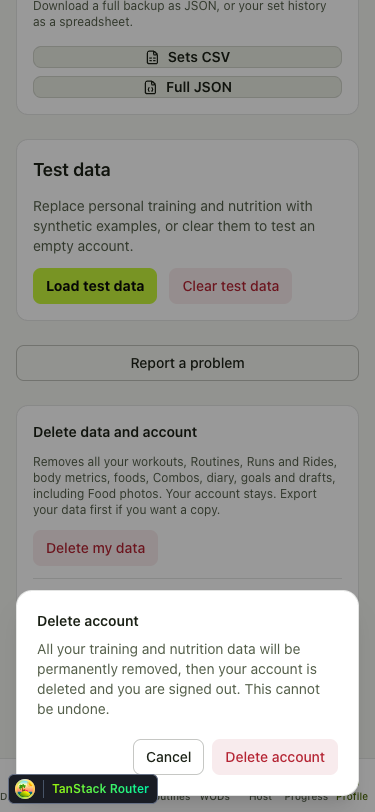 Download a full backup as JSON, or your set history
as a spreadsheet.
Sets CSV
Full JSON
Test data
Replace personal training and nutrition with
synthetic examples, or clear them to test an
empty account.
Load test data
Clear test data
Report a problem
Delete data and account
Removes all your workouts, Routines, Runs and Rides,
body metrics, foods, Combos, diary, goals and drafts,
including Food photos. Your account stays. Export
your data first if you want a copy.
Delete my data
Delete account
All your training and nutrition data will be
permanently removed, then your account is
deleted and you are signed out. This cannot
be undone.
Cancel
Delete account
TanStack Router
Profile